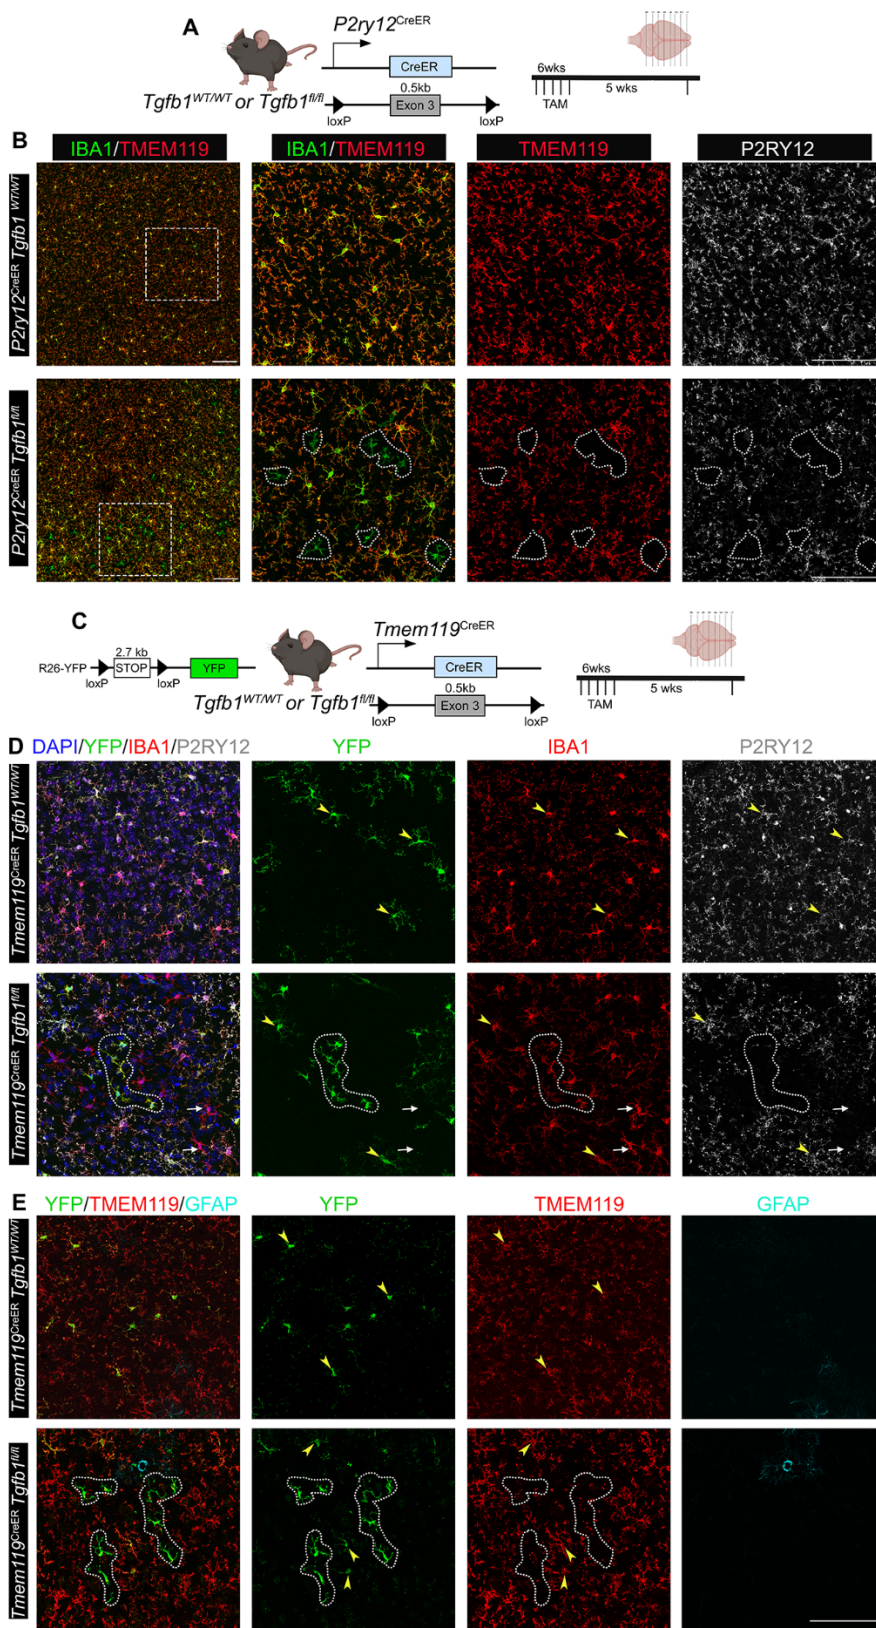 A
P2ry12CreER
CreER
0.5kb
Tgfb1WT/WT or Tgfb1fl/fl
Exon 3
loxP
loxP
6wks
5 wks
TAM
B
IBA1/TMEM119
IBA1/TMEM119
TMEM119
P2RY12
P2ry12CreER Tgfb1WT/WT
P2ry12CreER Tgfb1fl/fl
C
Tmem119CreER
2.7 kb
R26-YFP
STOP
YFP
loxP
loxP
CreER
0.5kb
Tgfb1WT/WT or Tgfb1fl/fl
Exon 3
loxP
loxP
6wks
5 wks
TAM
D
DAPI/YFP/IBA1/P2RY12
YFP
IBA1
P2RY12
Tmem119CreER Tgfb1WT/WT
Tmem119CreER Tgfb1fl/fl
E
YFP/TMEM119/GFAP
YFP
TMEM119
GFAP
Tmem119CreER Tgfb1WT/WT
Tmem119CreER Tgfb1fl/fl